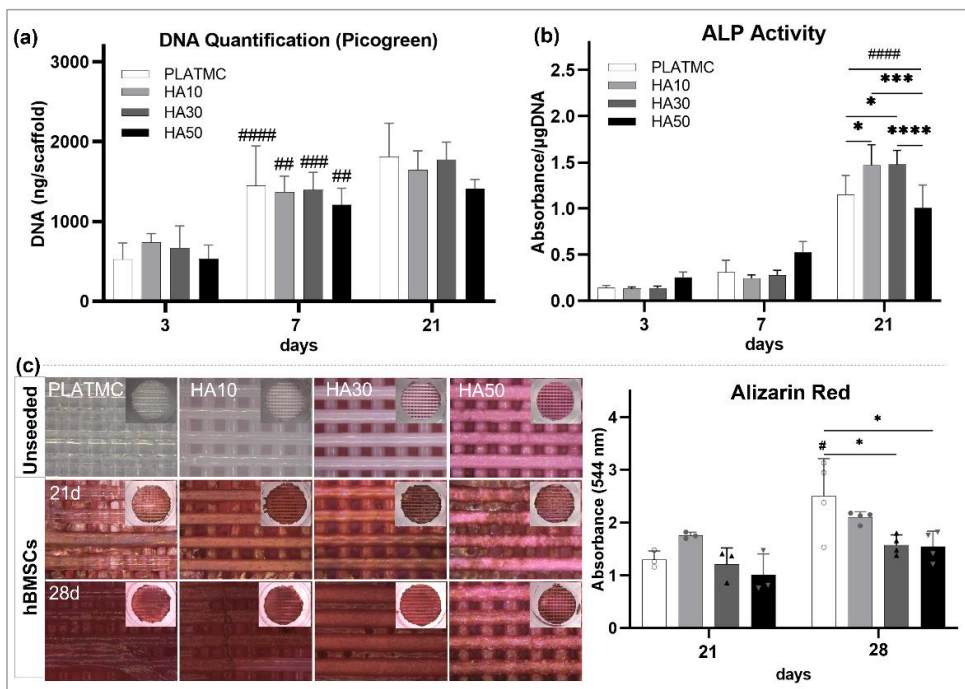 (a)
DNA Quantification (Picogreen)
PLATMC
HA10
HA30
HA50
DNA (ng/scaffold)
3000
2000
1000
0
####
##
###
##
3
7
21
days
(b)
ALP Activity
PLATMC
HA10
HA30
HA50
Absorbance/µgDNA
2.5
2.0
1.5
1.0
0.5
0.0
####
***
*
*
****
3
7
21
days
(c)
PLATMC
HA10
HA30
HA50
Unseeded
hBMSCs
21d
28d
Alizarin Red
Absorbance (544 nm)
4
3
2
1
0
#
*
*
21
28
days